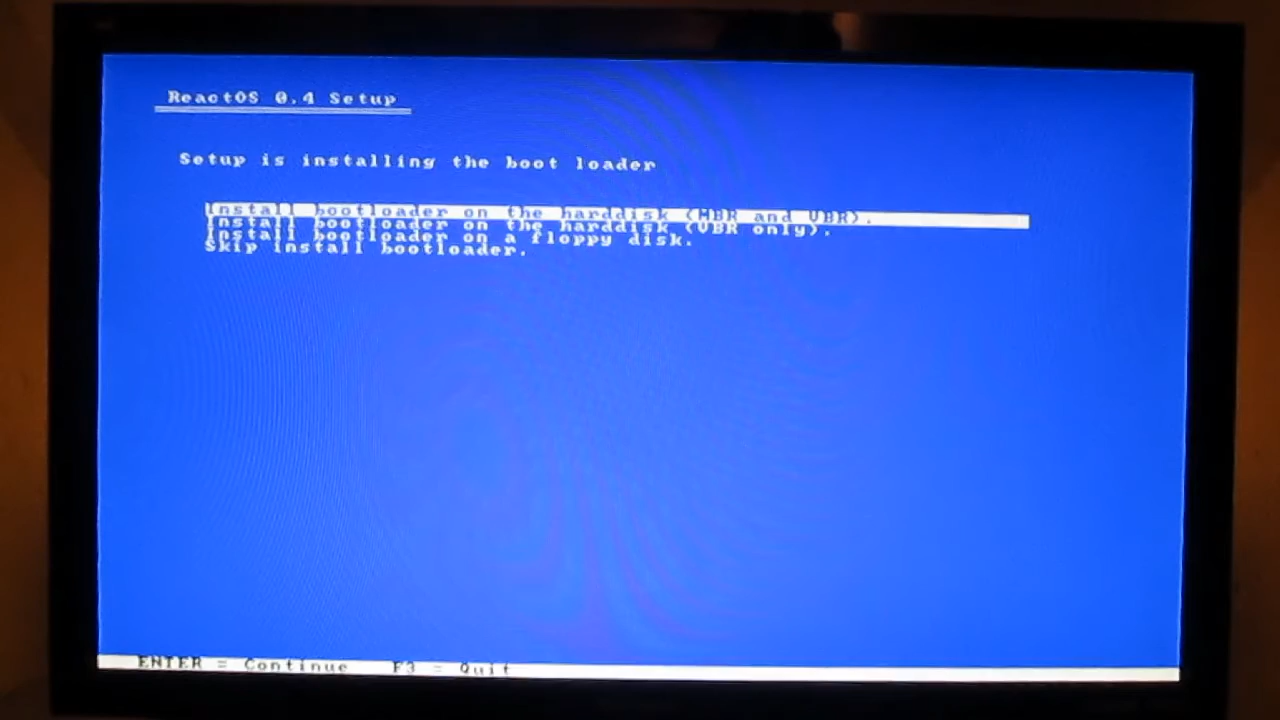 ReactOS 0.4 Setup
Setup is installing the boot loader
Install bootloader on the harddisk (MBR and VBR).
Install bootloader on the harddisk (VBR only).
Install bootloader on a floppy disk.
Skip install bootloader.
ENTER = Continue F3 = Quit